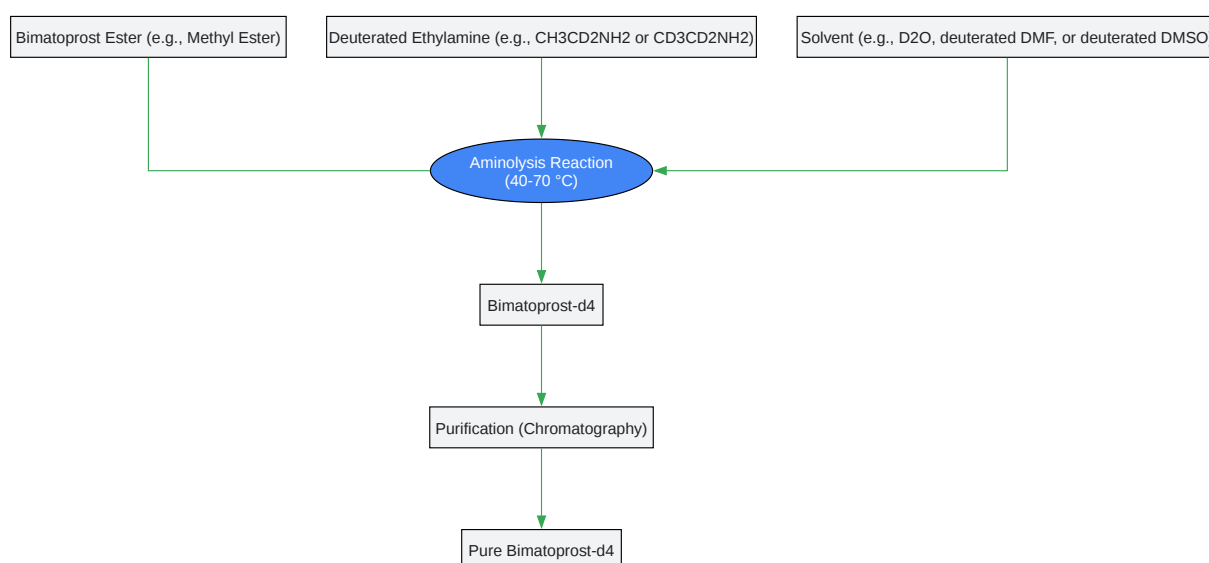 Bimatoprost Ester (e.g., Methyl Ester)
Deuterated Ethylamine (e.g., CH3CD2NH2 or CD3CD2NH2)
Solvent (e.g., D2O, deuterated DMF, or deuterated DMSO)
Aminolysis Reaction
(40-70 °C)
Bimatoprost-d4
Purification (Chromatography)
Pure Bimatoprost-d4